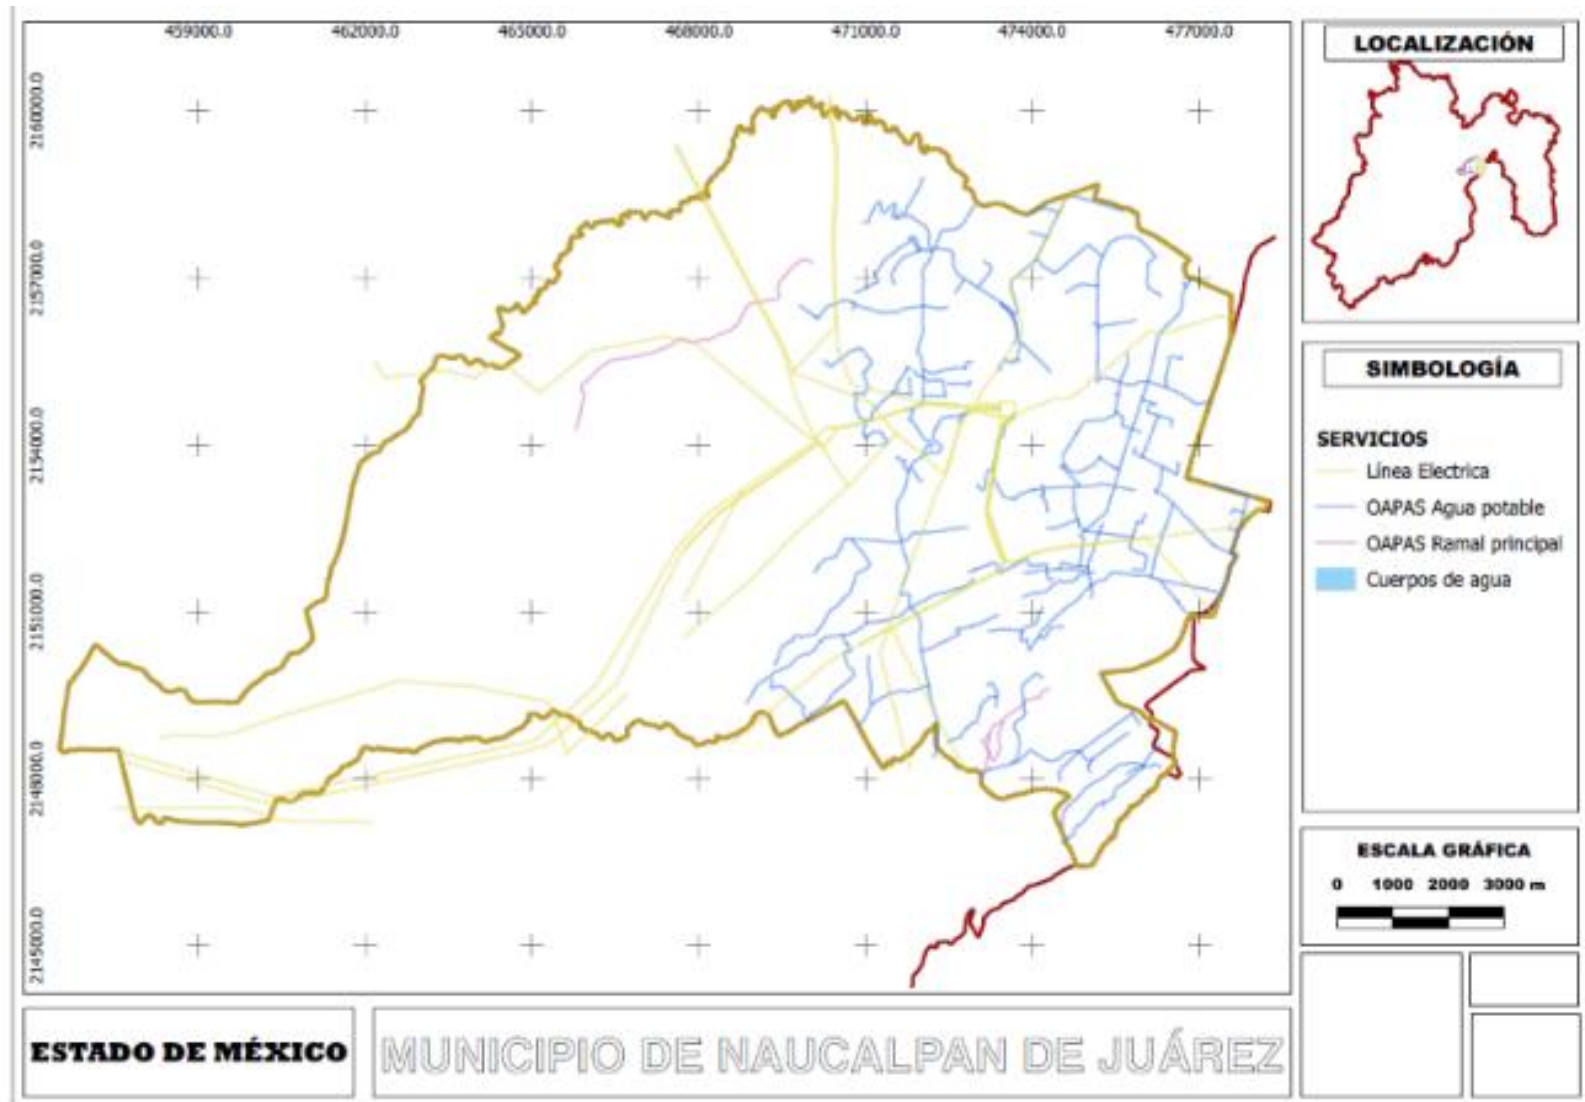 459000.0 462000.0 465000.0 468000.0 471000.0 474000.0 477000.0
2160000.0
2157000.0
2154000.0
2151000.0
2148000.0
2145000.0
LOCALIZACIÓN
SIMBOLOGÍA
SERVICIOS
Línea Electrica
OAPAS Agua potable
OAPAS Ramal principal
Cuerpos de agua
ESCALA GRÁFICA
0 1000 2000 3000 m
ESTADO DE MÉXICO
MUNICIPIO DE NAUCALPAN DE JUÁREZ